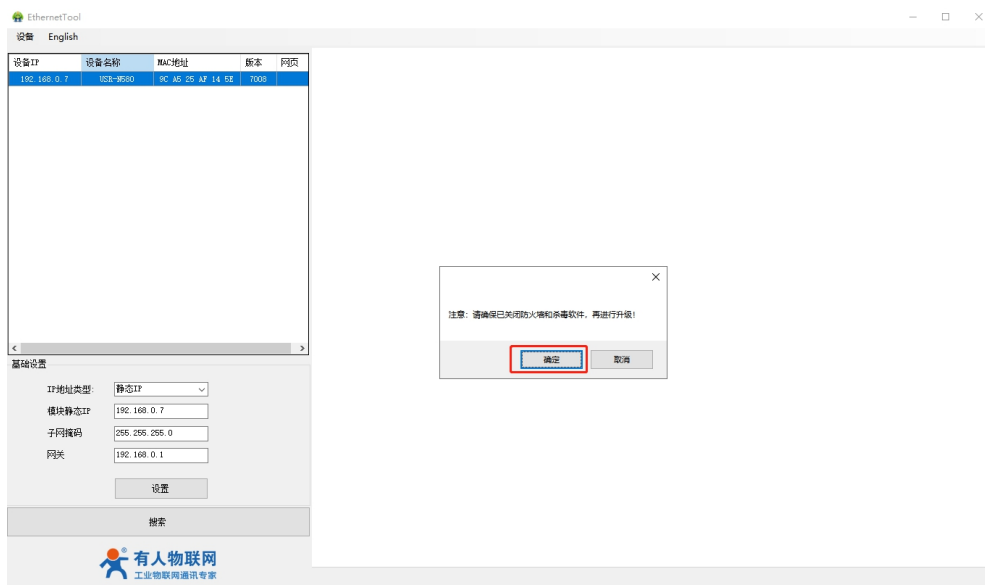 EthernetTool
设备 English
设备IP 设备名称 MAC地址 版本 网页
192.168.0.7 USR-N580 9C A5 25 AF 14 5E 7008
注意：请确保已关闭防火墙和杀毒软件，再进行升级！
确定 取消
基础设置
IP地址类型: 静态IP
模块静态IP 192.168.0.7
子网掩码 255.255.255.0
网关 192.168.0.1
设置
搜索
有人物联网
工业物联网通讯专家